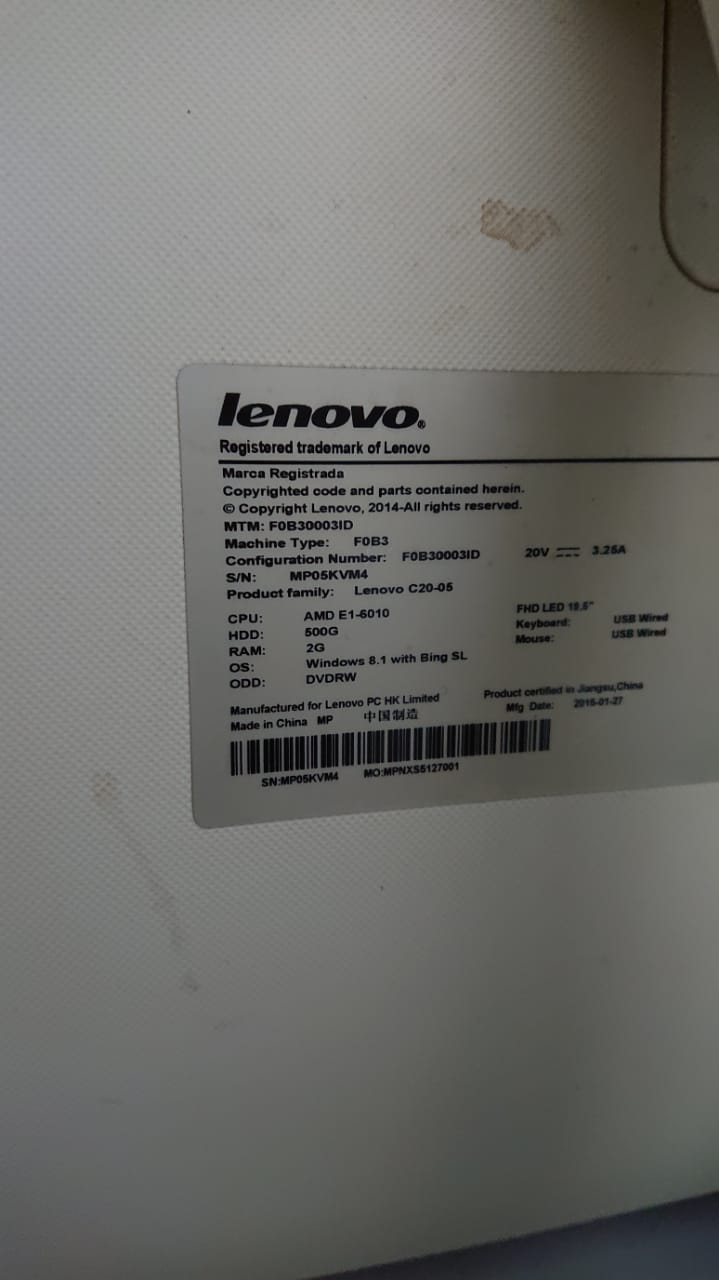 lenovo®
Registered trademark of Lenovo
Marca Registrada
Copyrighted code and parts contained herein.
© Copyright Lenovo, 2014-All rights reserved.
MTM: F0B30003ID
Machine Type: F0B3
Configuration Number: F0B30003ID 20V 3.25A
S/N: MP05KVM4
Product family: Lenovo C20-05
CPU: AMD E1-6010 FHD LED 19.5"
HDD: 500G Keyboard: USB Wired
RAM: 2G Mouse: USB Wired
OS: Windows 8.1 with Bing SL
ODD: DVDRW
Manufactured for Lenovo PC HK Limited Product certified in Jiangsu,China
Made in China MP 中国制造 Mfg Date: 2015-01-27
SN:MP05KVM4 MO:MPNXS5127001